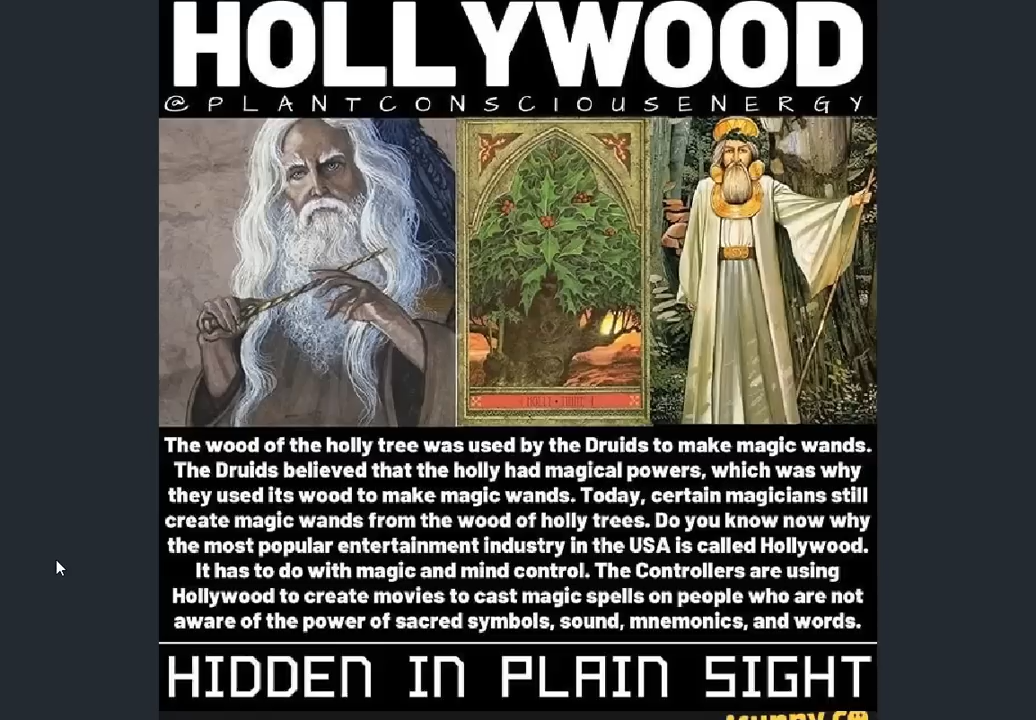 HOLLYWOOD
@PLANTCONSCIOUSENERGY
The wood of the holly tree was used by the Druids to make magic wands.
The Druids believed that the holly had magical powers, which was why
they used its wood to make magic wands. Today, certain magicians still
create magic wands from the wood of holly trees. Do you know now why
the most popular entertainment industry in the USA is called Hollywood.
It has to do with magic and mind control. The Controllers are using
Hollywood to create movies to cast magic spells on people who are not
aware of the power of sacred symbols, sound, mnemonics, and words.
HIDDEN IN PLAIN SIGHT